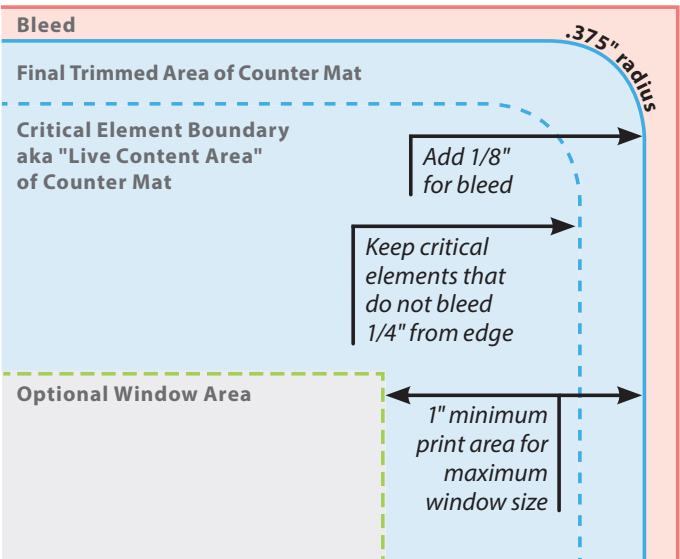 Bleed
.375" radius
Final Trimmed Area of Counter Mat
Critical Element Boundary
aka "Live Content Area"
of Counter Mat
Add 1/8"
for bleed
Keep critical
elements that
do not bleed
1/4" from edge
Optional Window Area
1" minimum
print area for
maximum
window size